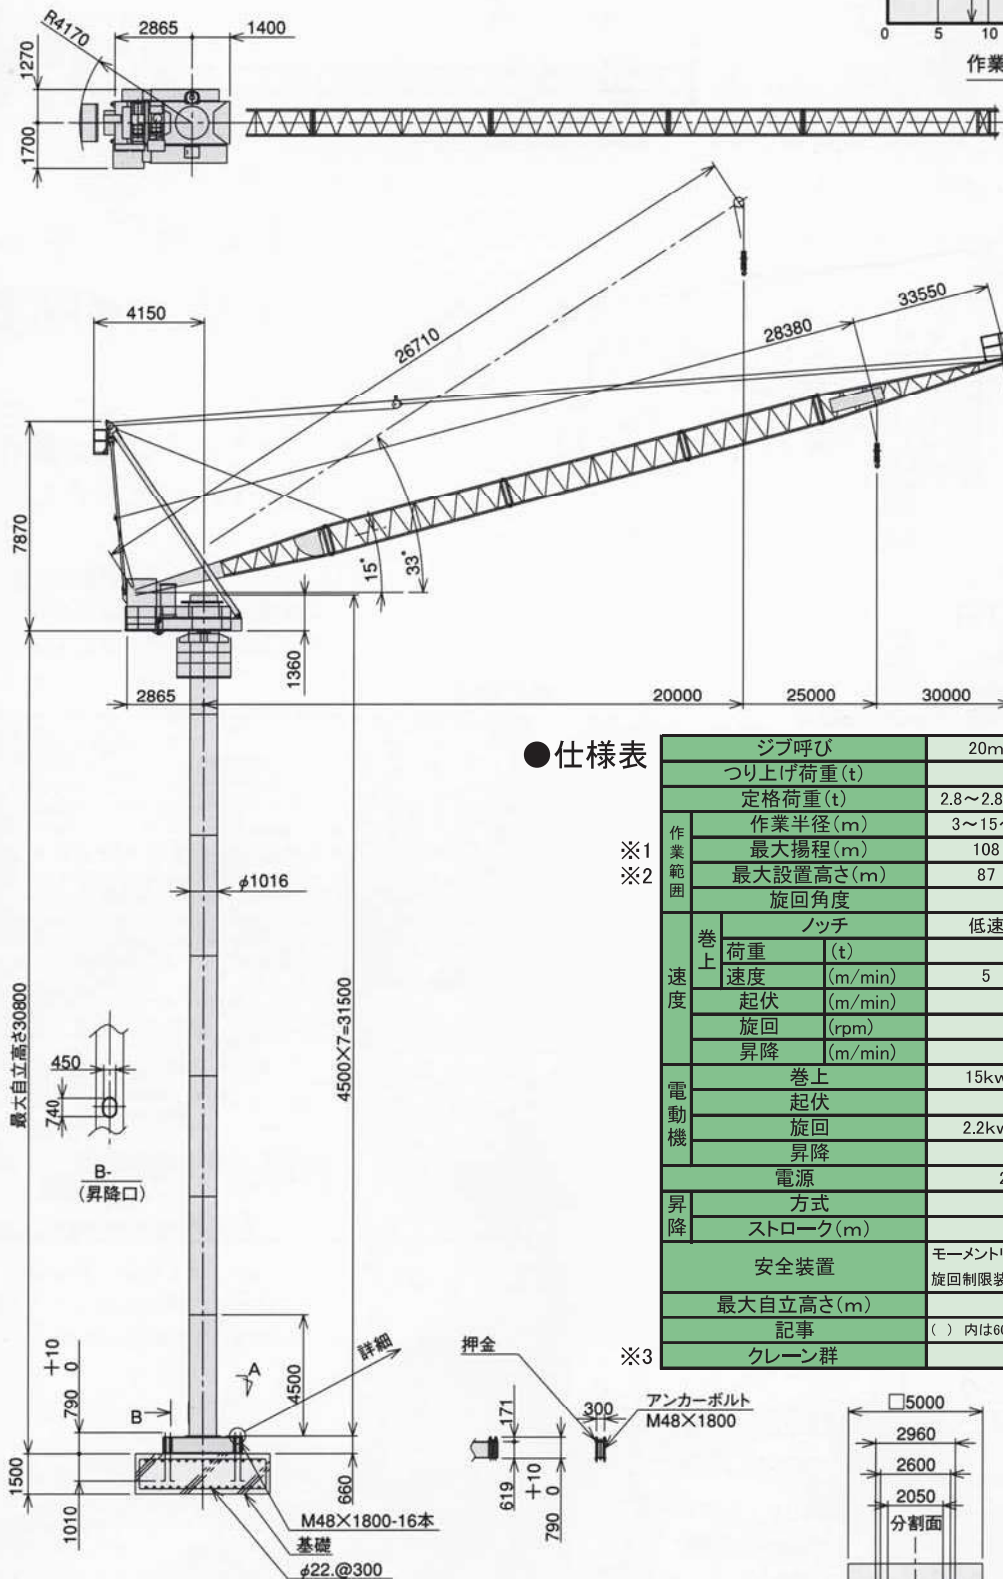 0 5 10
作業
R4170
2865 1400
1270
1700
4150
26710
33550
28380
7870
15°
33°
1360
2865
20000 25000 30000
●仕様表
ジブ呼び 20m
つり上げ荷重(t)
定格荷重(t) 2.8~2.8
作業範囲
作業半径(m) 3~15~
※1 最大揚程(m) 108
※2 最大設置高さ(m) 87
旋回角度
速度
巻上
ノッチ 低速
荷重 (t)
速度 (m/min) 5
起伏 (m/min)
旋回 (rpm)
昇降 (m/min)
電動機
巻上 15kw
起伏
旋回 2.2kw
昇降
電源 2
昇降
方式
ストローク(m)
安全装置 モーメントリ
旋回制限装
最大自立高さ(m)
記事 ( ) 内は60
※3 クレーン群
φ1016
最大自立高さ30800
4500×7=31500
450
740
B-
(昇降口)
4500
詳細
A
B
+10
0
790
1500
1010
660
M48×1800-16本
基礎
φ22.@300
押金
171
300
アンカーボルト
M48×1800
619
+10
0
790
□5000
2960
2600
2050
分割面